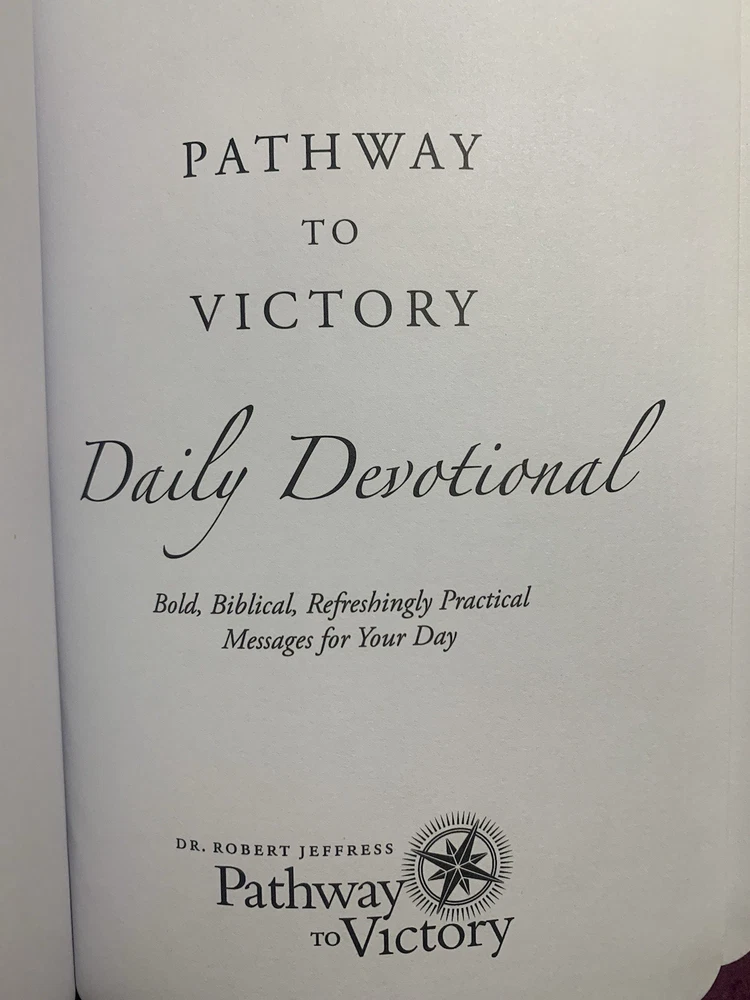 PATHWAY
TO
VICTORY
Daily Devotional
Bold, Biblical, Refreshingly Practical
Messages for Your Day
DR. ROBERT JEFFRESS
Pathway
TO Victory